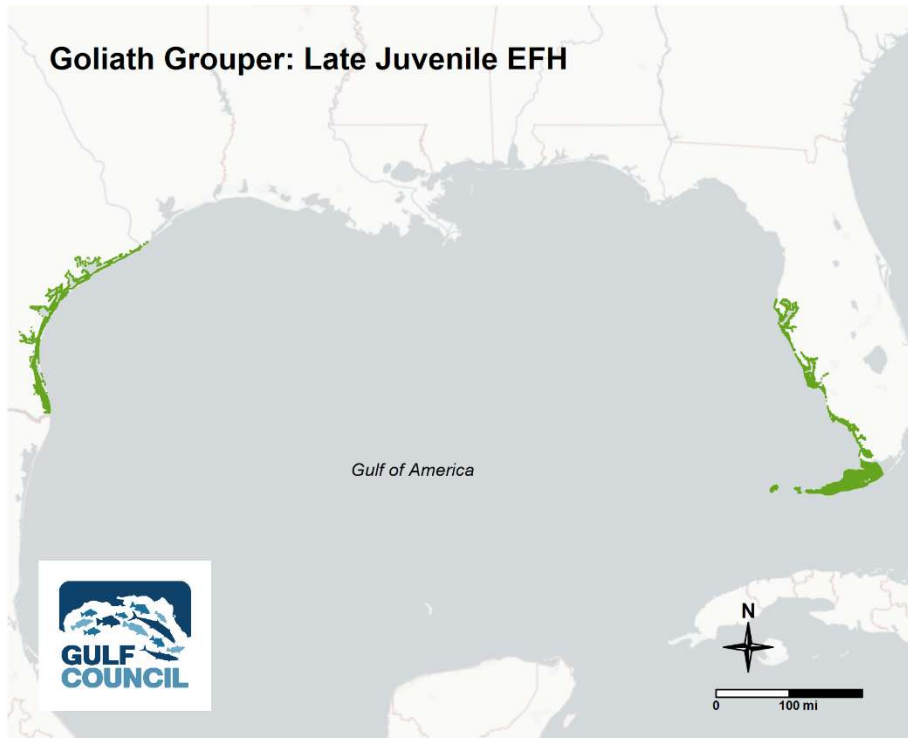 Goliath Grouper: Late Juvenile EFH
Gulf of America
GULF
COUNCIL
N
0 100 mi